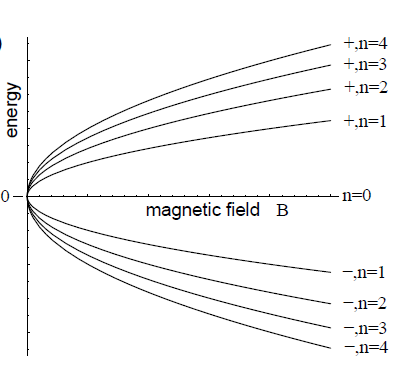 )
+,n=4
+,n=3
+,n=2
+,n=1
energy
0
n=0
magnetic field B
−,n=1
−,n=2
−,n=3
−,n=4